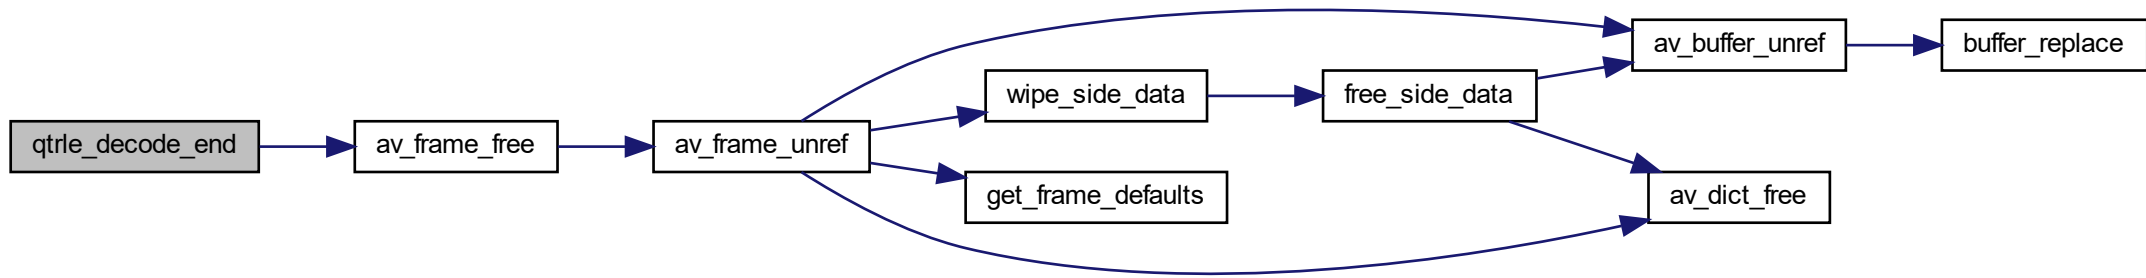 qtrle_decode_end
av_frame_free
av_frame_unref
wipe_side_data
get_frame_defaults
free_side_data
av_buffer_unref
av_dict_free
buffer_replace